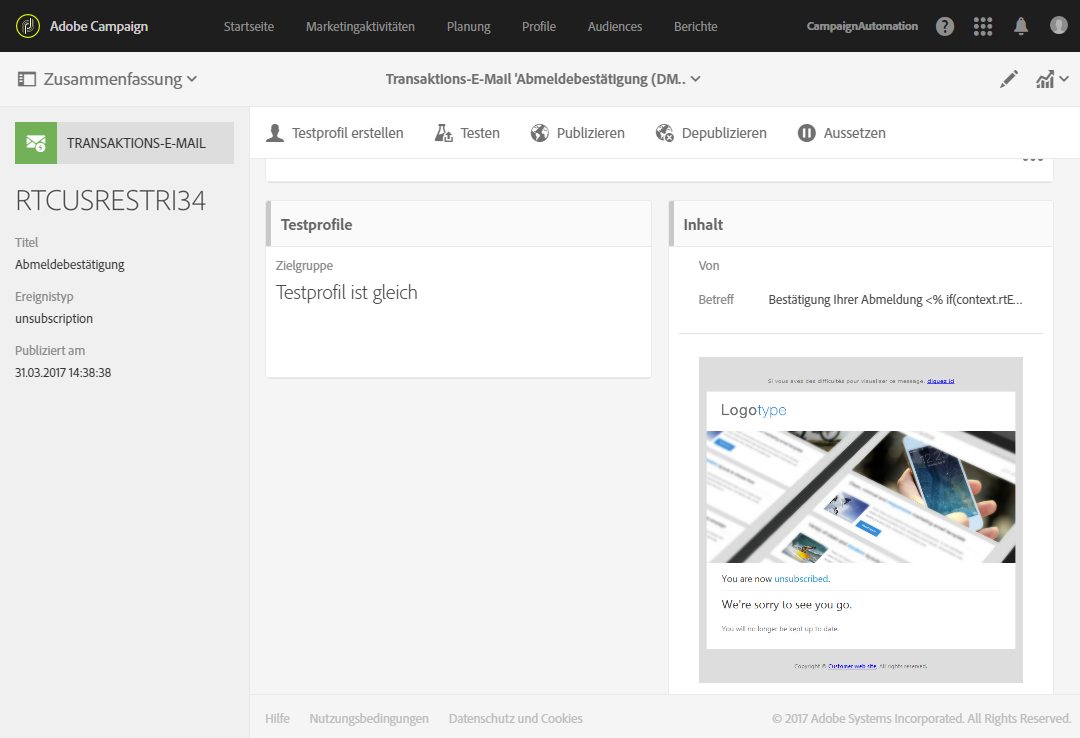 Adobe Campaign
Startseite
Marketingaktivitäten
Planung
Profile
Audiences
Berichte
CampaignAutomation
?
Zusammenfassung
Transaktions-E-Mail 'Abmeldebestätigung (DM..
TRANSAKTIONS-E-MAIL
RTCUSRESTRI34
Titel
Abmeldebestätigung
Ereignistyp
unsubscription
Publiziert am
31.03.2017 14:38:38
Testprofil erstellen
Testen
Publizieren
Depublizieren
Aussetzen
Testprofile
Zielgruppe
Testprofil ist gleich
Inhalt
Von
Betreff
Bestätigung Ihrer Abmeldung <% if(context.rtE...
Si vous avez des difficultés pour visualiser ce message, cliquez ici
Logotype
You are now unsubscribed.
We're sorry to see you go.
You will no longer be kept up to date.
Copyright © Customer web site. All rights reserved.
Hilfe
Nutzungsbedingungen
Datenschutz und Cookies
© 2017 Adobe Systems Incorporated. All Rights Reserved.